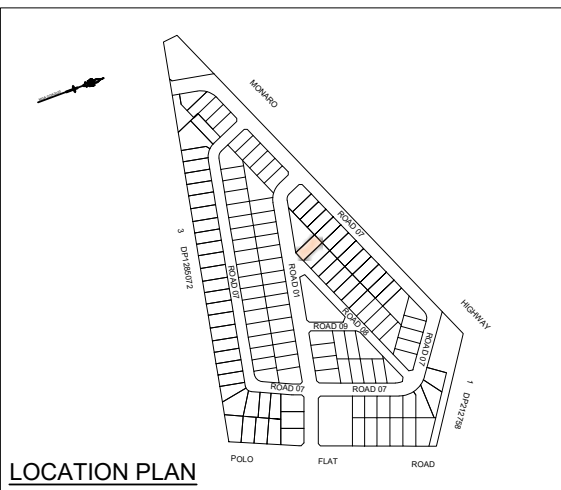 MONARO
ROAD 07
3 DP1285072
ROAD 07
ROAD 01
HIGHWAY
ROAD 08
ROAD 09
ROAD 07
1 DP212758
ROAD 07
ROAD 07
POLO FLAT ROAD
LOCATION PLAN